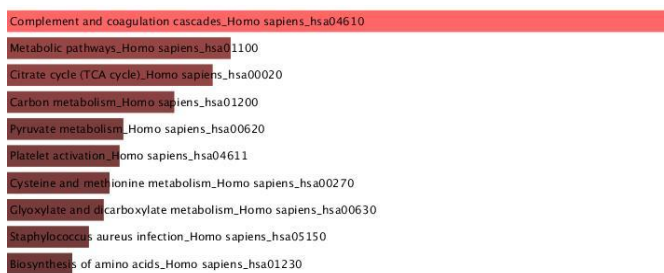 Complement and coagulation cascades_Homo sapiens_hsa04610
Metabolic pathways_Homo sapiens_hsa01100
Citrate cycle (TCA cycle)_Homo sapiens_hsa00020
Carbon metabolism_Homo sapiens_hsa01200
Pyruvate metabolism_Homo sapiens_hsa00620
Platelet activation_Homo sapiens_hsa04611
Cysteine and methionine metabolism_Homo sapiens_hsa00270
Glyoxylate and dicarboxylate metabolism_Homo sapiens_hsa00630
Staphylococcus aureus infection_Homo sapiens_hsa05150
Biosynthesis of amino acids_Homo sapiens_hsa01230